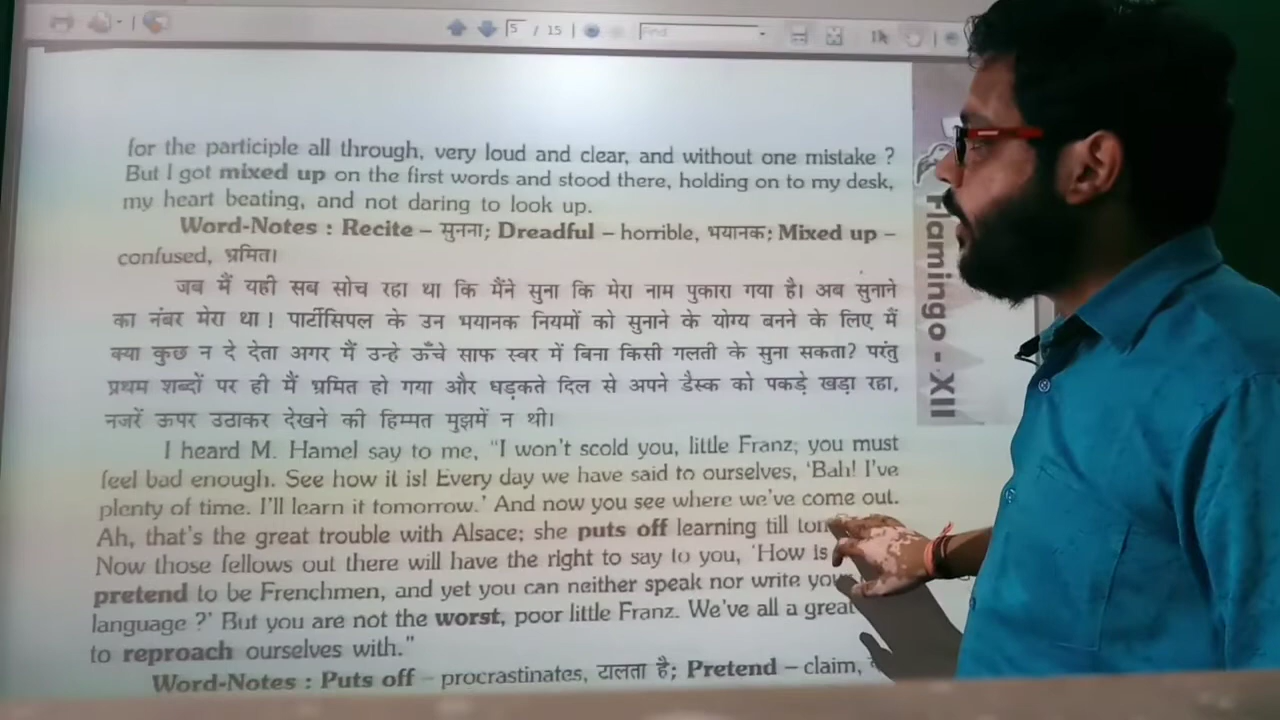 5 / 15
Find
for the participle all through, very loud and clear, and without one mistake ?
But I got mixed up on the first words and stood there, holding on to my desk,
my heart beating, and not daring to look up.
Word-Notes : Recite – सुनना; Dreadful – horrible, भयानक; Mixed up –
confused, भ्रमित।
जब मैं यही सब सोच रहा था कि मैंने सुना कि मेरा नाम पुकारा गया है। अब सुनाने
का नंबर मेरा था ! पार्टीसिपल के उन भयानक नियमों को सुनाने के योग्य बनने के लिए मैं
क्या कुछ न दे देता अगर मैं उन्हे ऊँचे साफ स्वर में बिना किसी गलती के सुना सकता? परंतु
प्रथम शब्दों पर ही मैं भ्रमित हो गया और धड़कते दिल से अपने डैस्क को पकड़े खड़ा रहा,
नजरें ऊपर उठाकर देखने की हिम्मत मुझमें न थी।
I heard M. Hamel say to me, "I won't scold you, little Franz; you must
feel bad enough. See how it is! Every day we have said to ourselves, 'Bah! I've
plenty of time. I'll learn it tomorrow.' And now you see where we've come out.
Ah, that's the great trouble with Alsace; she puts off learning till
Now those fellows out there will have the right to say to you, 'How is
pretend to be Frenchmen, and yet you can neither speak nor write
language ?' But you are not the worst, poor little Franz. We've all a great
to reproach ourselves with."
Word-Notes : Puts off – procrastinates, टालता है; Pretend – claim,
Flamingo - XII